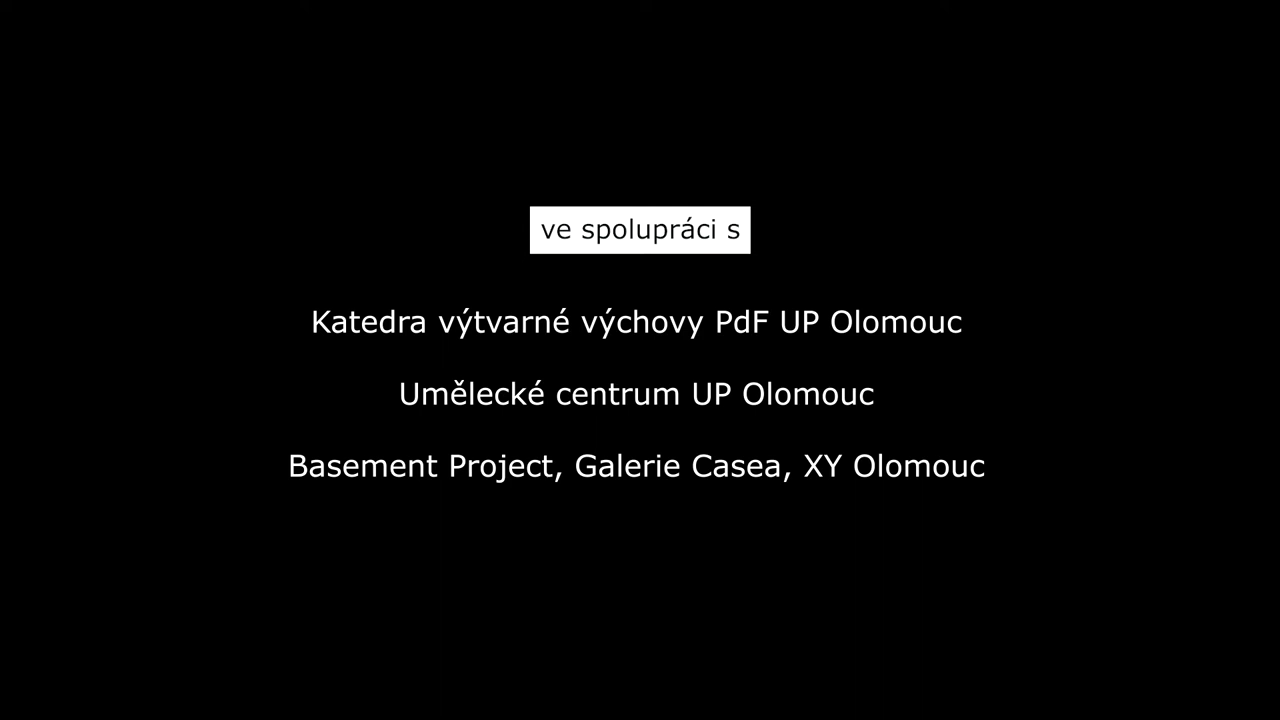 ve spolupráci s
Katedra výtvarné výchovy PdF UP Olomouc
Umělecké centrum UP Olomouc
Basement Project, Galerie Casea, XY Olomouc